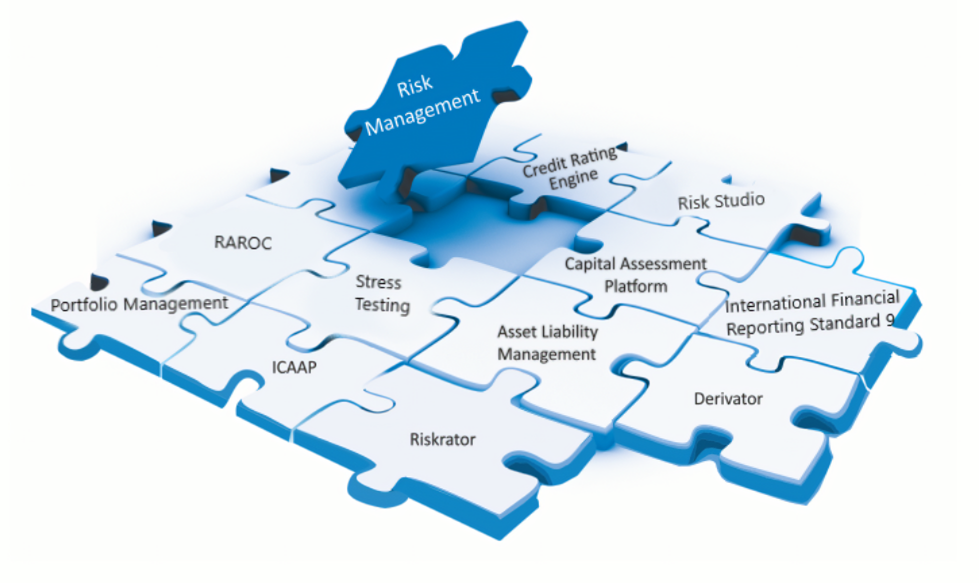 Risk
Management
Credit Rating
Engine
Risk Studio
RAROC
Capital Assessment
Platform
Stress
Testing
Portfolio Management
International Financial
Reporting Standard 9
Asset Liability
Management
ICAAP
Derivator
Riskrator